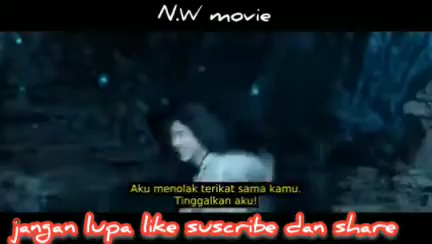 N.W movie
Aku menolak terikat sama kamu.
Tinggalkan aku!
jangan lupa like suscribe dan share